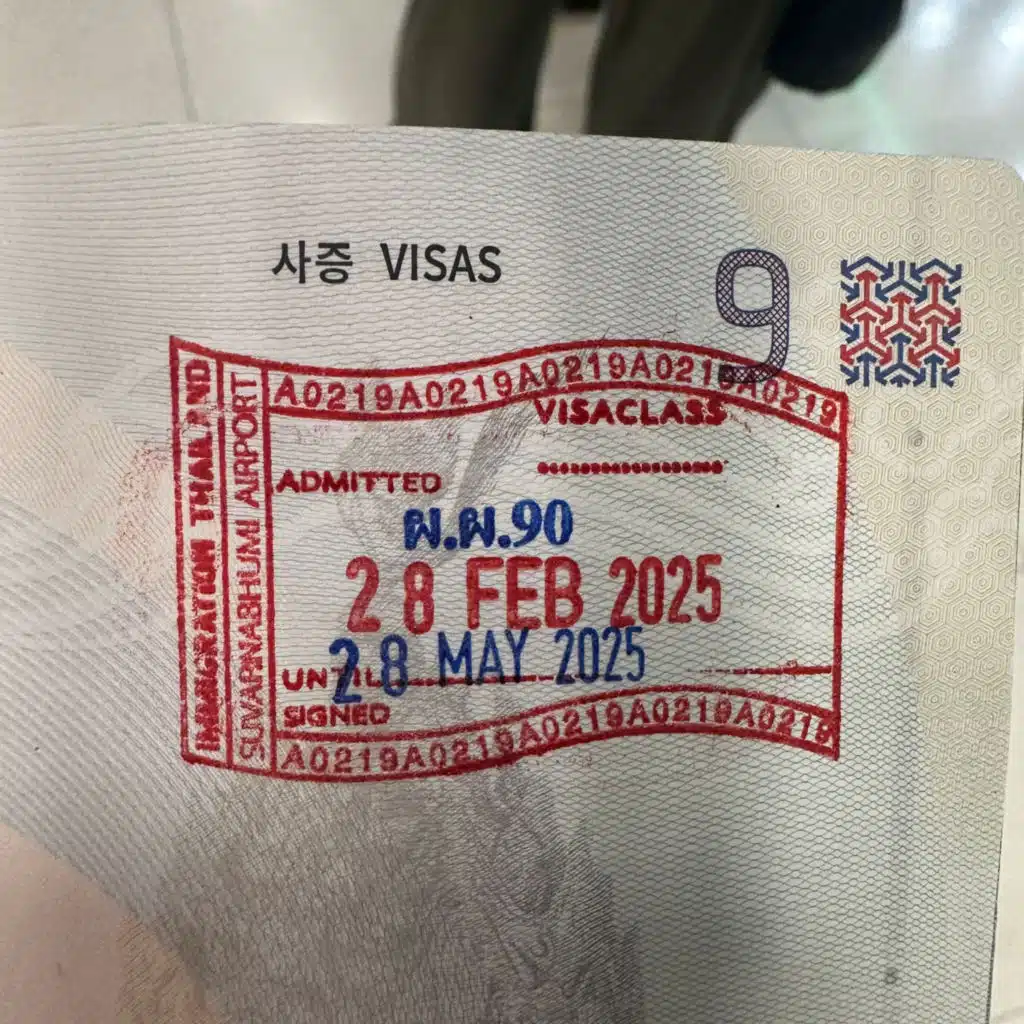 사증 VISAS
9
IMMIGRATION THAILAND
SUVARNABHUMI AIRPORT
A0219A0219A0219A0219A0219
VISACLASS
ADMITTED
ผ.ผ.90
28 FEB 2025
UNTIL 28 MAY 2025
SIGNED
A0219A0219A0219A0219A0219